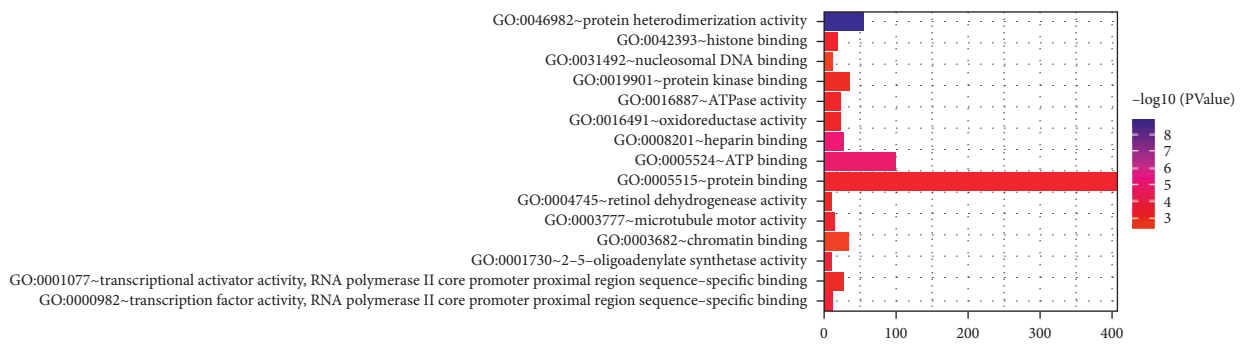 GO:0046982~protein heterodimerization activity
GO:0042393~histone binding
GO:0031492~nucleosomal DNA binding
GO:0019901~protein kinase binding
GO:0016887~ATPase activity
GO:0016491~oxidoreductase activity
GO:0008201~heparin binding
GO:0005524~ATP binding
GO:0005515~protein binding
GO:0004745~retinol dehydrogenase activity
GO:0003777~microtubule motor activity
GO:0003682~chromatin binding
GO:0001730~2–5–oligoadenylate synthetase activity
GO:0001077~transcriptional activator activity, RNA polymerase II core promoter proximal region sequence–specific binding
GO:0000982~transcription factor activity, RNA polymerase II core promoter proximal region sequence–specific binding
0 100 200 300 400
–log10 (PValue)
8
7
6
5
4
3